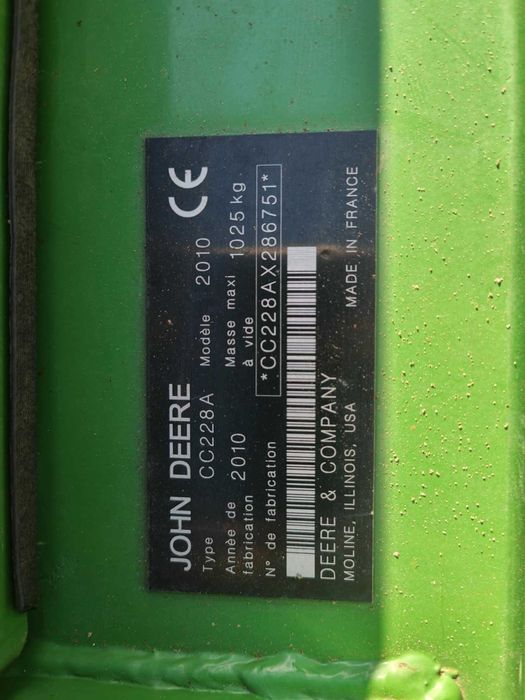 JOHN DEERE CE
Type CC228A Modèle 2010
Annèe de fabrication 2010 Masse maxi à vide 1025 kg
N° de fabrication *CC228AX286751*
DEERE & COMPANY
MOLINE, ILLINOIS, USA MADE IN FRANCE